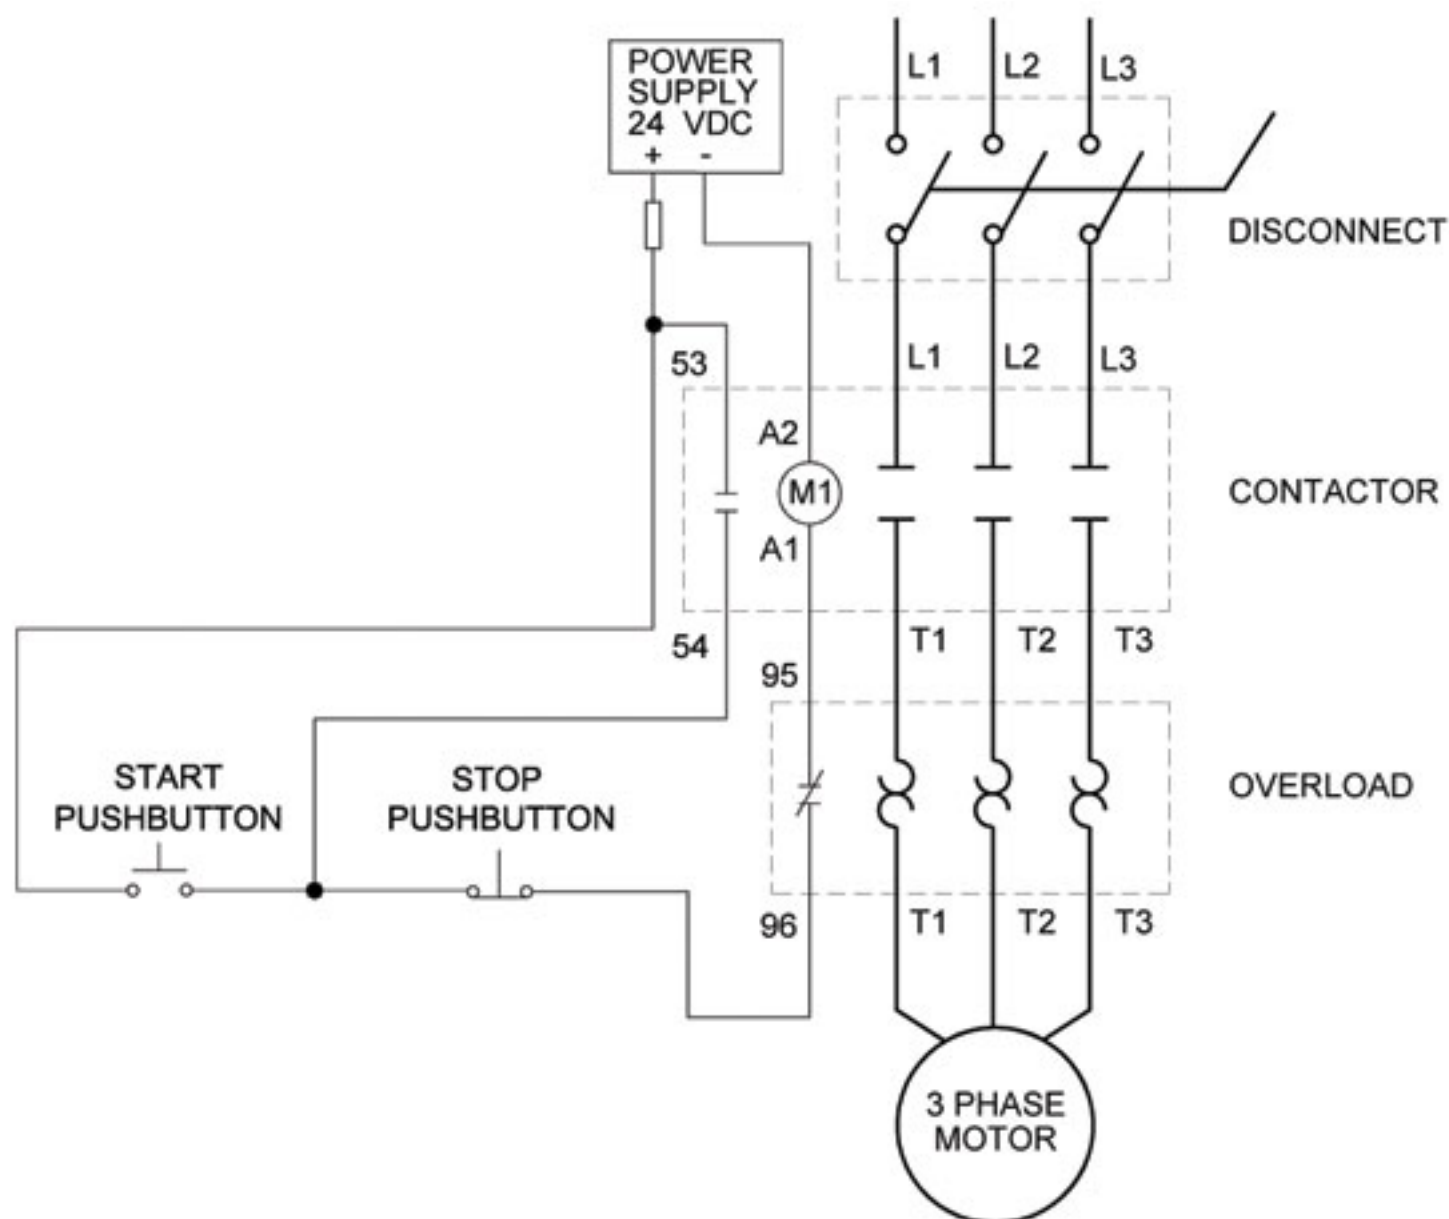 POWER
SUPPLY
24 VDC
+ -
L1 L2 L3
DISCONNECT
53
L1 L2 L3
A2
M1
CONTACTOR
A1
54
T1 T2 T3
95
START
PUSHBUTTON
STOP
PUSHBUTTON
OVERLOAD
96
T1 T2 T3
3 PHASE
MOTOR